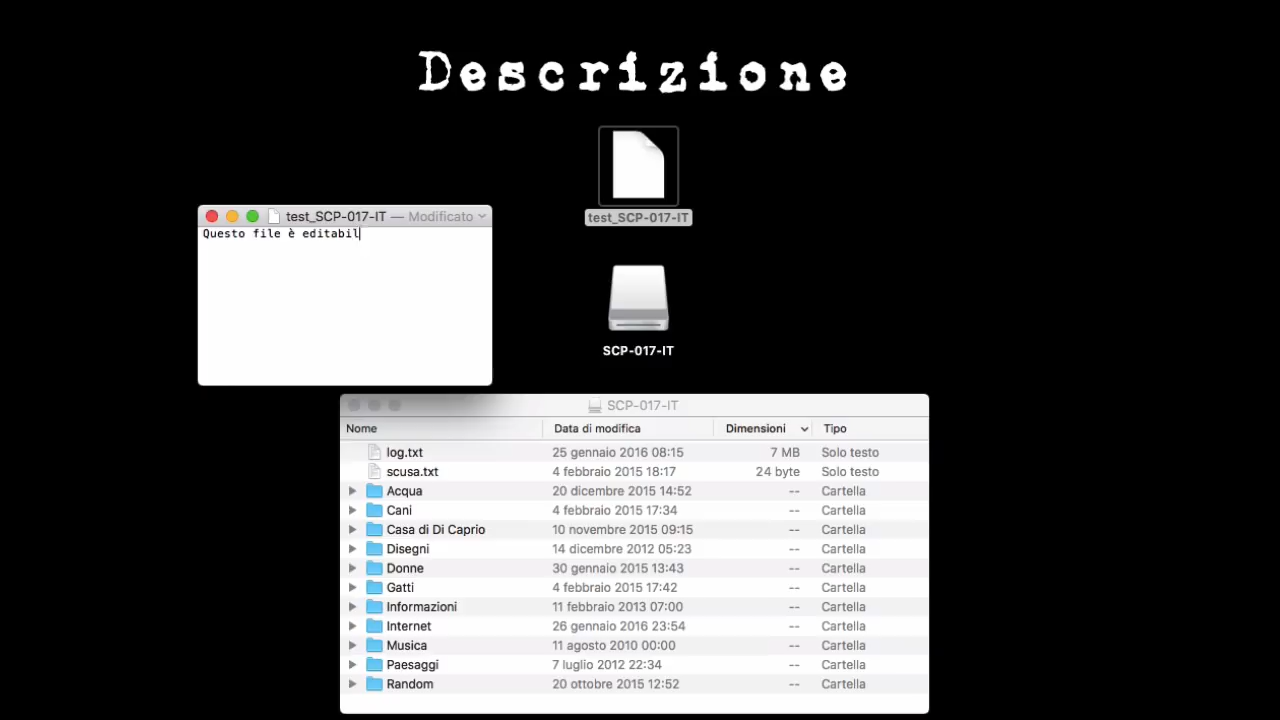 Descrizione
test_SCP-017-IT
test_SCP-017-IT — Modificato
Questo file è editabil
SCP-017-IT
SCP-017-IT
Nome Data di modifica Dimensioni Tipo
log.txt 25 gennaio 2016 08:15 7 MB Solo testo
scusa.txt 4 febbraio 2015 18:17 24 byte Solo testo
Acqua 20 dicembre 2015 14:52 -- Cartella
Cani 4 febbraio 2015 17:34 -- Cartella
Casa di Di Caprio 10 novembre 2015 09:15 -- Cartella
Disegni 14 dicembre 2012 05:23 -- Cartella
Donne 30 gennaio 2015 13:43 -- Cartella
Gatti 4 febbraio 2015 17:42 -- Cartella
Informazioni 11 febbraio 2013 07:00 -- Cartella
Internet 26 gennaio 2016 23:54 -- Cartella
Musica 11 agosto 2010 00:00 -- Cartella
Paesaggi 7 luglio 2012 22:34 -- Cartella
Random 20 ottobre 2015 12:52 -- Cartella